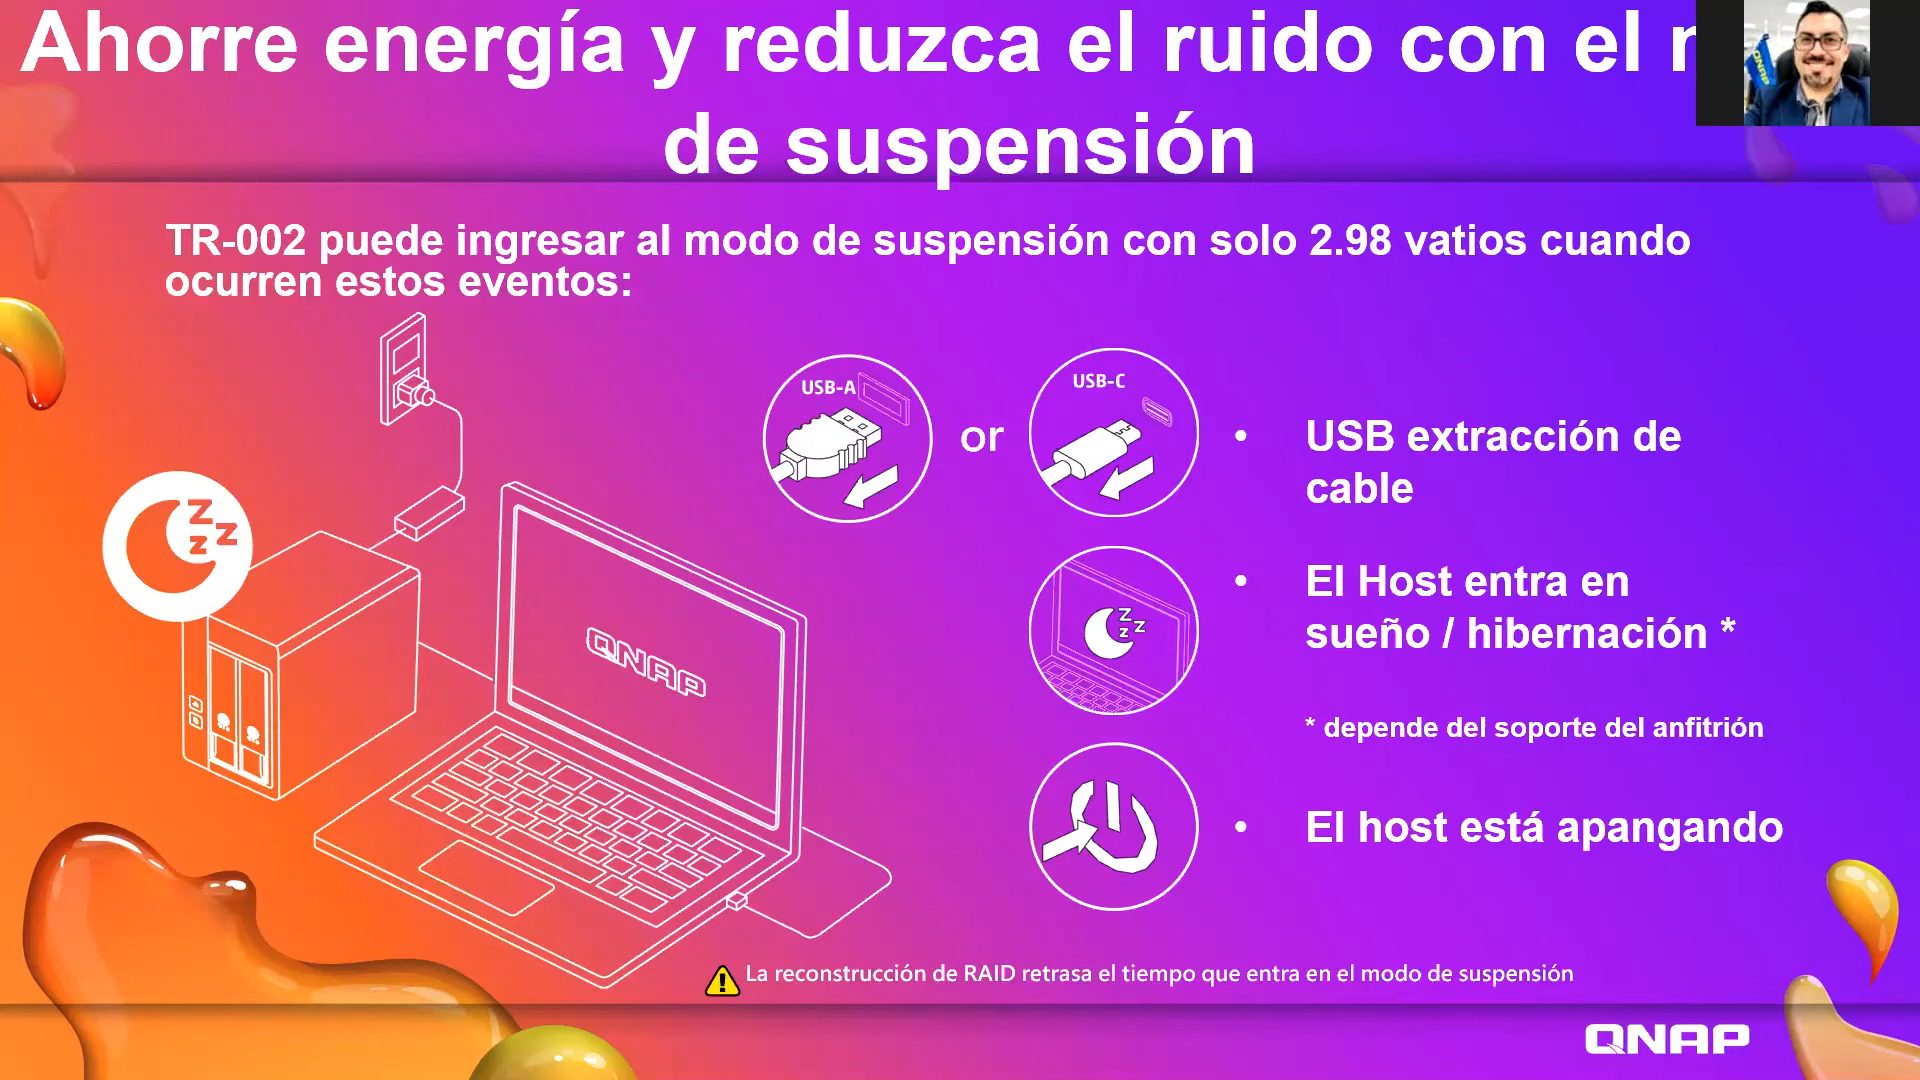 Ahorre energía y reduzca el ruido con el
de suspensión
QNAP
TR-002 puede ingresar al modo de suspensión con solo 2.98 vatios cuando
ocurren estos eventos:
USB-A
or
USB-C
• USB extracción de
cable
z z z
• El Host entra en
sueño / hibernación *
z z z
QNAP
* depende del soporte del anfitrión
• El host está apangando
La reconstrucción de RAID retrasa el tiempo que entra en el modo de suspensión
QNAP